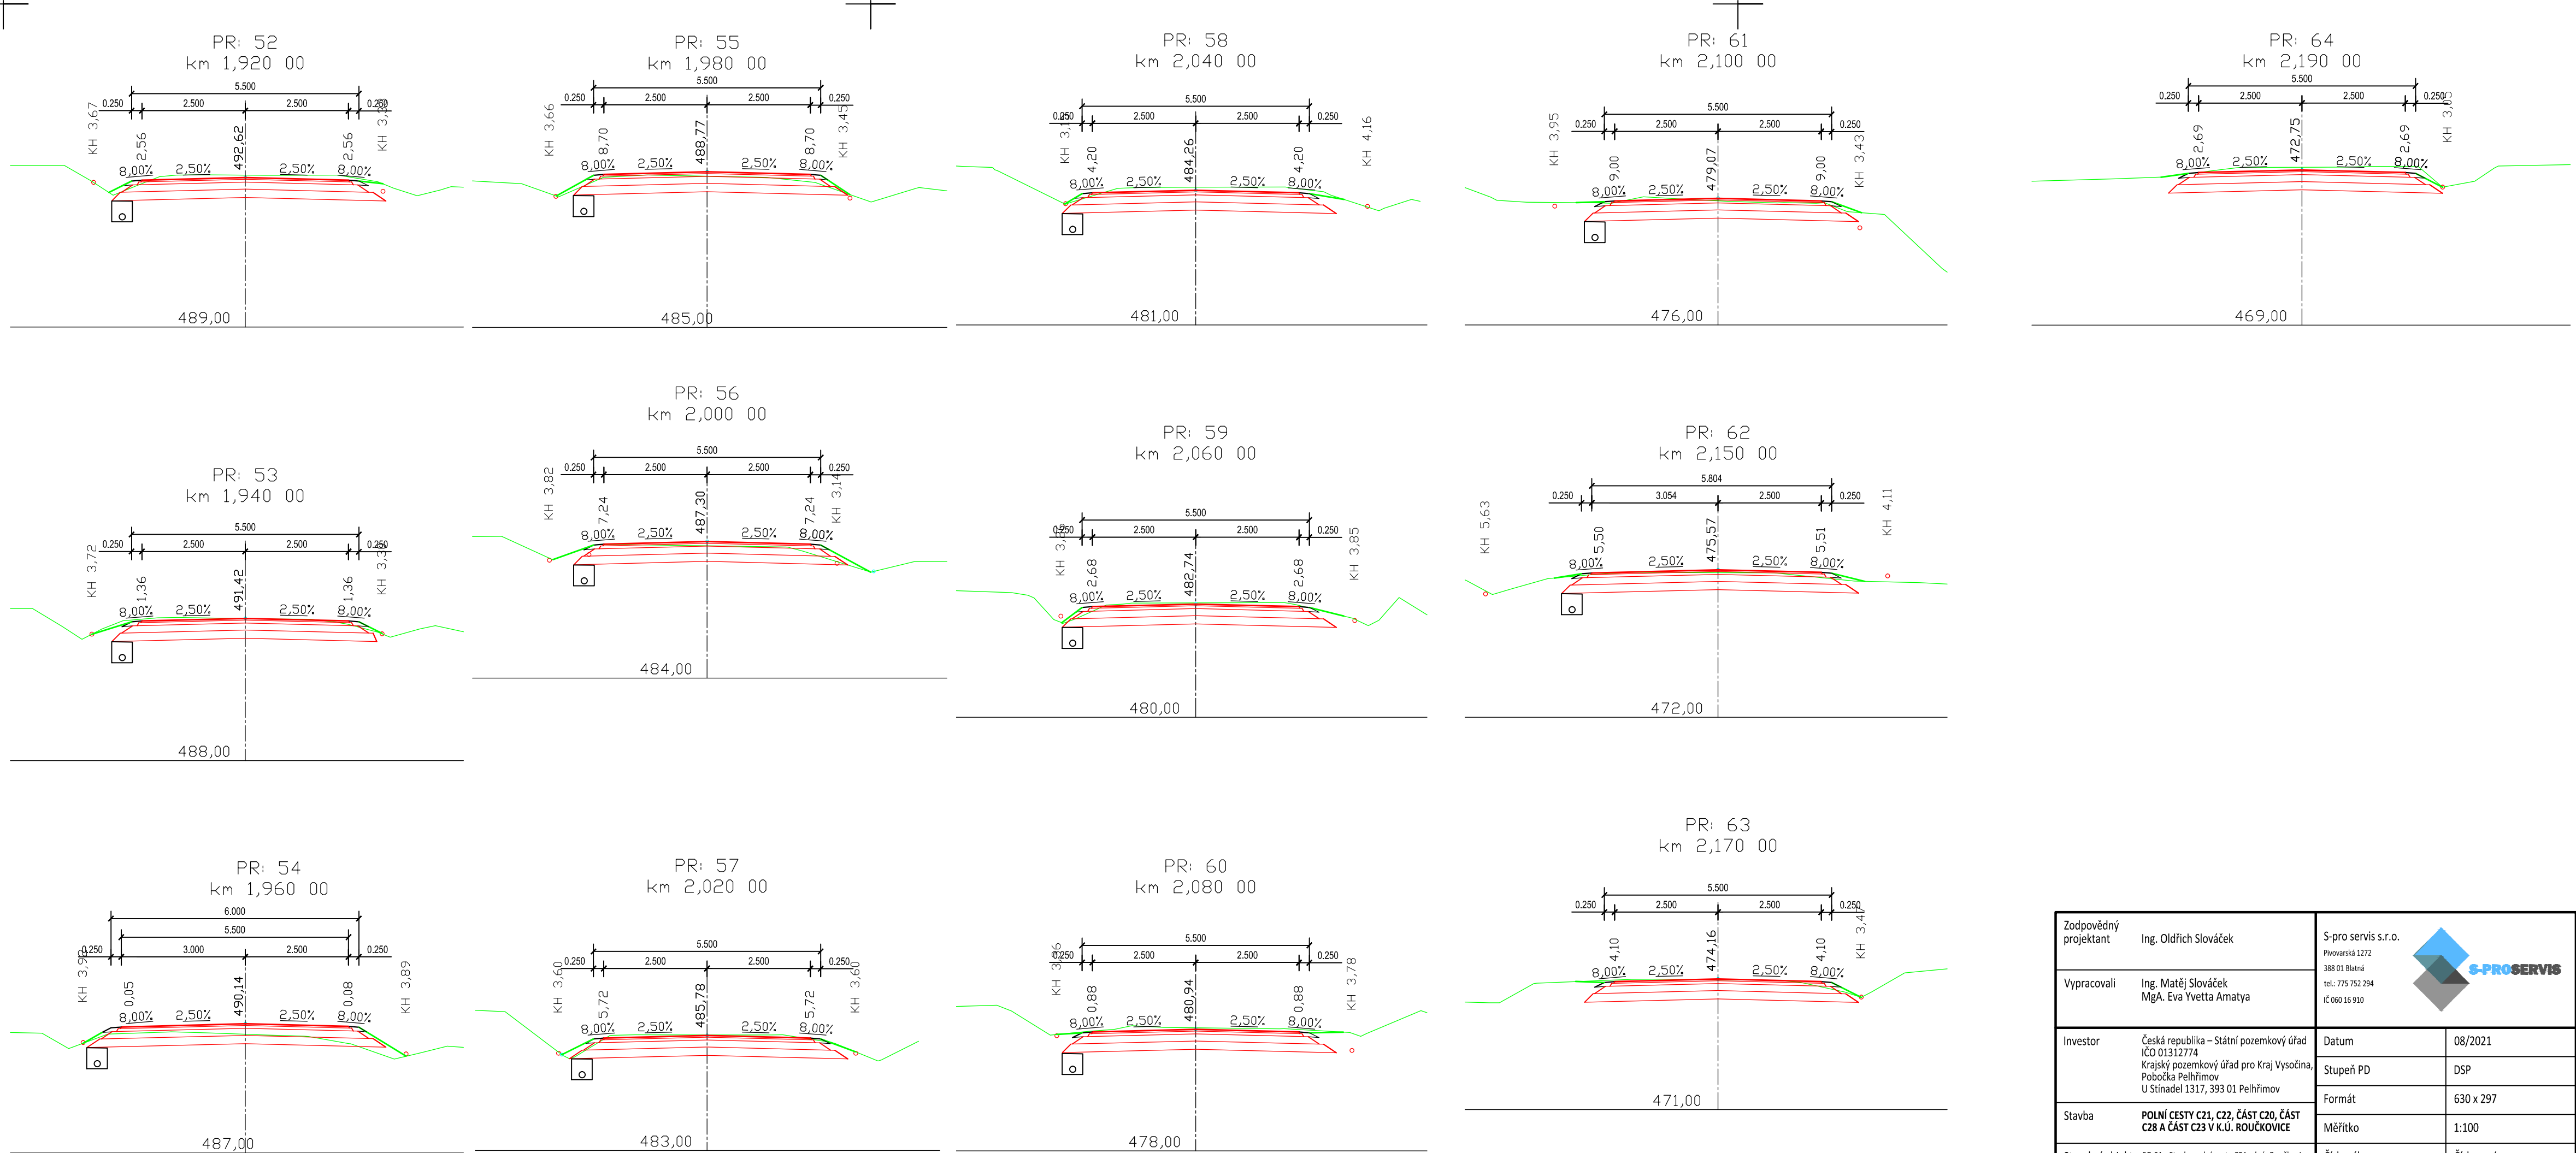 PR: 52
km 1,920 00
5.500
0.250 2.500 2.500 0.250
KH 3,67
2,56
492,62
2,56
8,00% 2,50% 2,50% 8,00%
489,00
PR: 53
km 1,940 00
5.500
0.250 2.500 2.500 0.250
KH 3,72
1,36
491,42
1,36
8,00% 2,50% 2,50% 8,00%
488,00
PR: 54
km 1,960 00
6.000
5.500
0.250 3.000 2.500 0.250
0,05
490,14
0,08
KH 3,89
8,00% 2,50% 2,50% 8,00%
487,00
PR: 55
km 1,980 00
5.500
0.250 2.500 2.500 0.250
KH 3,66
8,70
488,77
8,70
KH 3,45
8,00% 2,50% 2,50% 8,00%
485,00
PR: 56
km 2,000 00
5.500
0.250 2.500 2.500 0.250
KH 3,82
7,24
487,30
7,24
KH 3,14
8,00% 2,50% 2,50% 8,00%
484,00
PR: 57
km 2,020 00
5.500
0.250 2.500 2.500 0.250
KH 3,60
5,72
485,78
5,72
KH 3,60
8,00% 2,50% 2,50% 8,00%
483,00
PR: 58
km 2,040 00
5.500
0.250 2.500 2.500 0.250
4,20
484,26
4,20
KH 4,16
8,00% 2,50% 2,50% 8,00%
481,00
PR: 59
km 2,060 00
5.500
0.250 2.500 2.500 0.250
2,68
482,74
2,68
KH 3,85
8,00% 2,50% 2,50% 8,00%
480,00
PR: 60
km 2,080 00
5.500
0.250 2.500 2.500 0.250
0,88
480,94
0,88
KH 3,78
8,00% 2,50% 2,50% 8,00%
478,00
PR: 61
km 2,100 00
5.500
0.250 2.500 2.500 0.250
KH 3,95
9,00
479,07
9,00
KH 3,43
8,00% 2,50% 2,50% 8,00%
476,00
PR: 62
km 2,150 00
5.804
0.250 3.054 2.500 0.250
KH 5,63
5,50
475,57
5,51
KH 4,11
8,00% 2,50% 2,50% 8,00%
472,00
PR: 63
km 2,170 00
5.500
0.250 2.500 2.500 0.250
4,10
474,16
4,10
8,00% 2,50% 2,50% 8,00%
471,00
PR: 64
km 2,190 00
5.500
0.250 2.500 2.500 0.250
2,69
472,75
2,69
KH 3,05
8,00% 2,50% 2,50% 8,00%
469,00
Zodpovědný
projektant Ing. Oldřich Slováček
Vypracovali Ing. Matěj Slováček
MgA. Eva Yvetta Amatya
S-pro servis s.r.o.
Pivovarská 1272
388 01 Blatná
tel.: 775 752 294
IČ 060 16 910
S-PROSERVIS
Investor Česká republika – Státní pozemkový úřad
IČO 01312774
Krajský pozemkový úřad pro Kraj Vysočina,
Pobočka Pelhřimov
U Stínadel 1317, 393 01 Pelhřimov
Stavba POLNÍ CESTY C21, C22, ČÁST C20, ČÁST
C28 A ČÁST C23 V K.Ú. ROUČKOVICE
Datum 08/2021
Stupeň PD DSP
Formát 630 x 297
Měřítko 1:100